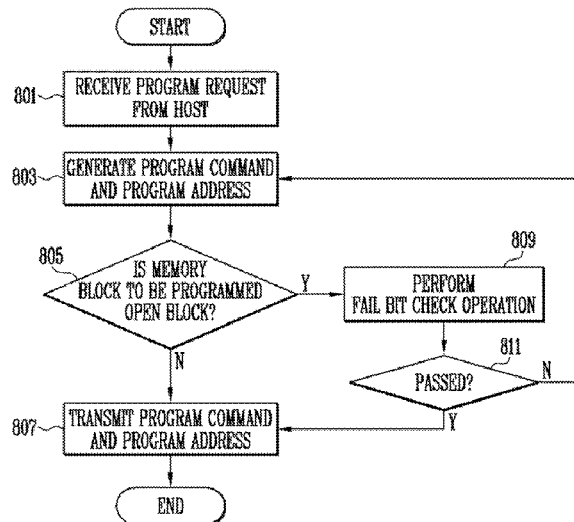 START
801
RECEIVE PROGRAM REQUEST
FROM HOST
803
GENERATE PROGRAM COMMAND
AND PROGRAM ADDRESS
805
IS MEMORY
BLOCK TO BE PROGRAMMED
OPEN BLOCK?
Y
N
809
PERFORM
FAIL BIT CHECK OPERATION
811
PASSED?
N
Y
807
TRANSMIT PROGRAM COMMAND
AND PROGRAM ADDRESS
END